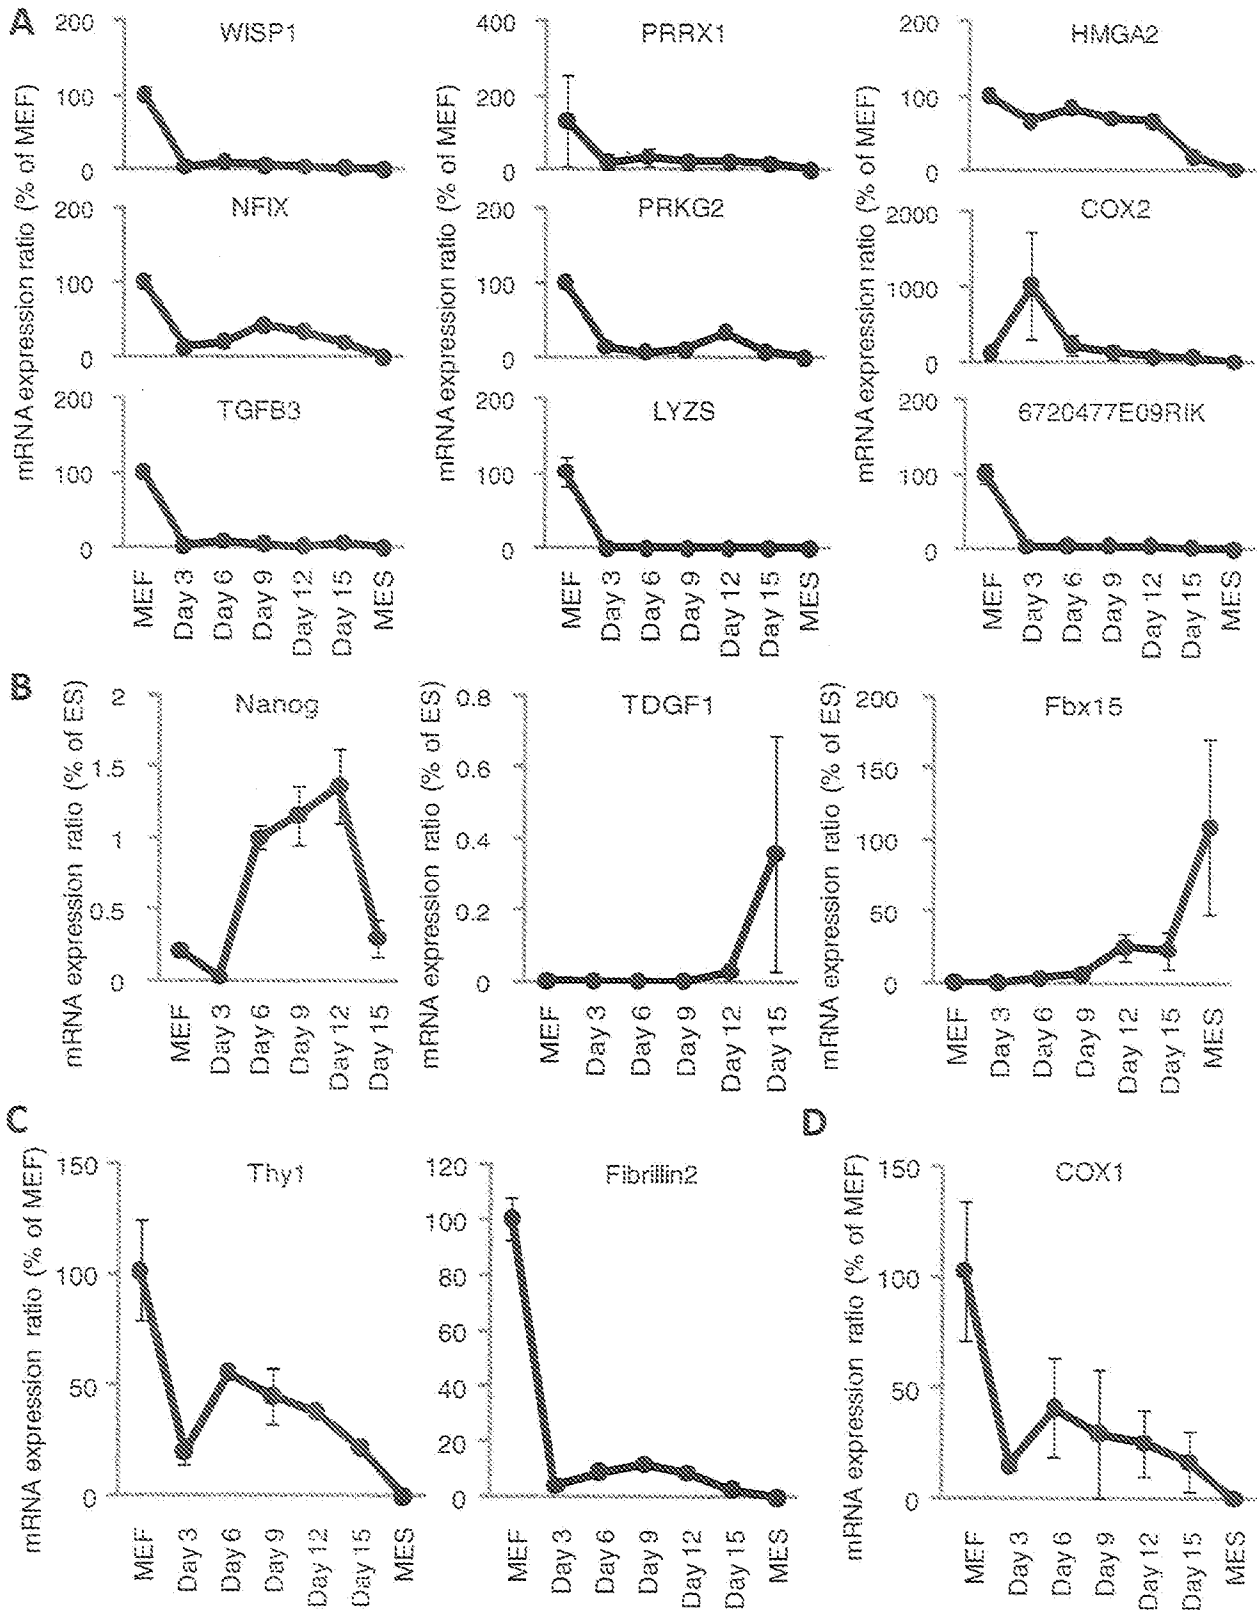 A
WISP1
PRRX1
HMGA2
200
100
0
400
200
0
200
100
0
NFIX
PRKG2
COX2
200
100
0
200
100
0
2000
1000
0
TGFB3
LYZS
6720477E09RIK
200
100
0
200
100
0
200
100
0
mRNA expression ratio (% of MEF)
mRNA expression ratio (% of MEF)
mRNA expression ratio (% of MEF)
MEF
Day 3
Day 6
Day 9
Day 12
Day 15
MES
MEF
Day 3
Day 6
Day 9
Day 12
Day 15
MES
MEF
Day 3
Day 6
Day 9
Day 12
Day 15
MES
B
Nanog
mRNA expression ratio (% of ES)
2
1.5
1
0.5
0
MEF
Day 3
Day 6
Day 9
Day 12
Day 15
TDGF1
mRNA expression ratio (% of ES)
0.8
0.6
0.4
0.2
0
MEF
Day 3
Day 6
Day 9
Day 12
Day 15
Fbx15
mRNA expression ratio (% of ES)
200
150
100
50
0
MEF
Day 3
Day 6
Day 9
Day 12
Day 15
MES
C
Thy1
mRNA expression ratio (% of MEF)
150
100
50
0
MEF
Day 3
Day 6
Day 9
Day 12
Day 15
MES
Fibrillin2
120
100
80
60
40
20
0
MEF
Day 3
Day 6
Day 9
Day 12
Day 15
MES
D
COX1
mRNA expression ratio (% of MEF)
150
100
50
0
MEF
Day 3
Day 6
Day 9
Day 12
Day 15
MES